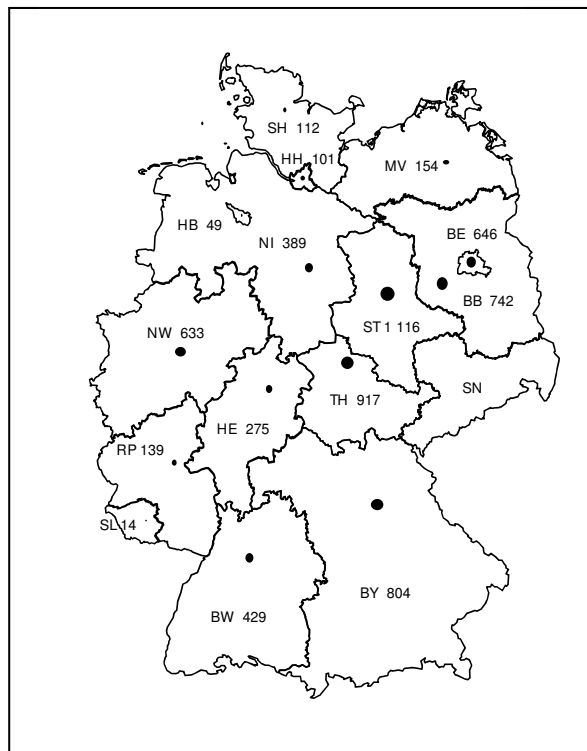 SH 112
HH 101
MV 154
HB 49
NI 389
BE 646
BB 742
ST 1 116
NW 633
TH 917
SN
HE 275
RP 139
SL 14
BW 429
BY 804